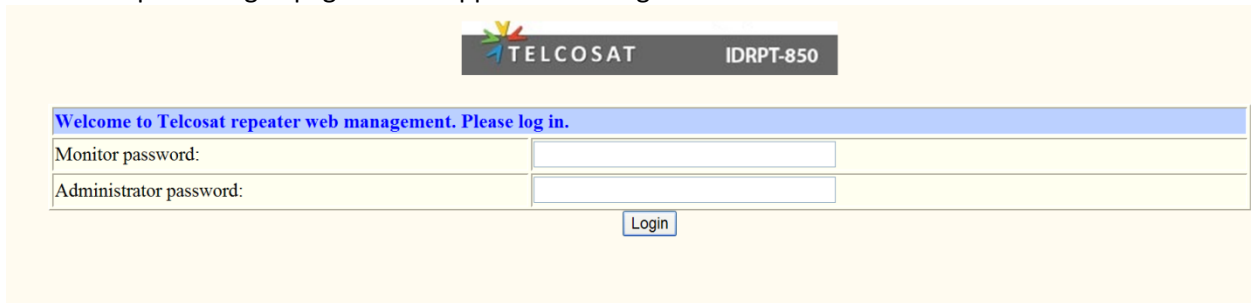 TELCOSAT IDRPT-850
Welcome to Telcosat repeater web management. Please log in.
Monitor password:
Administrator password:
Login